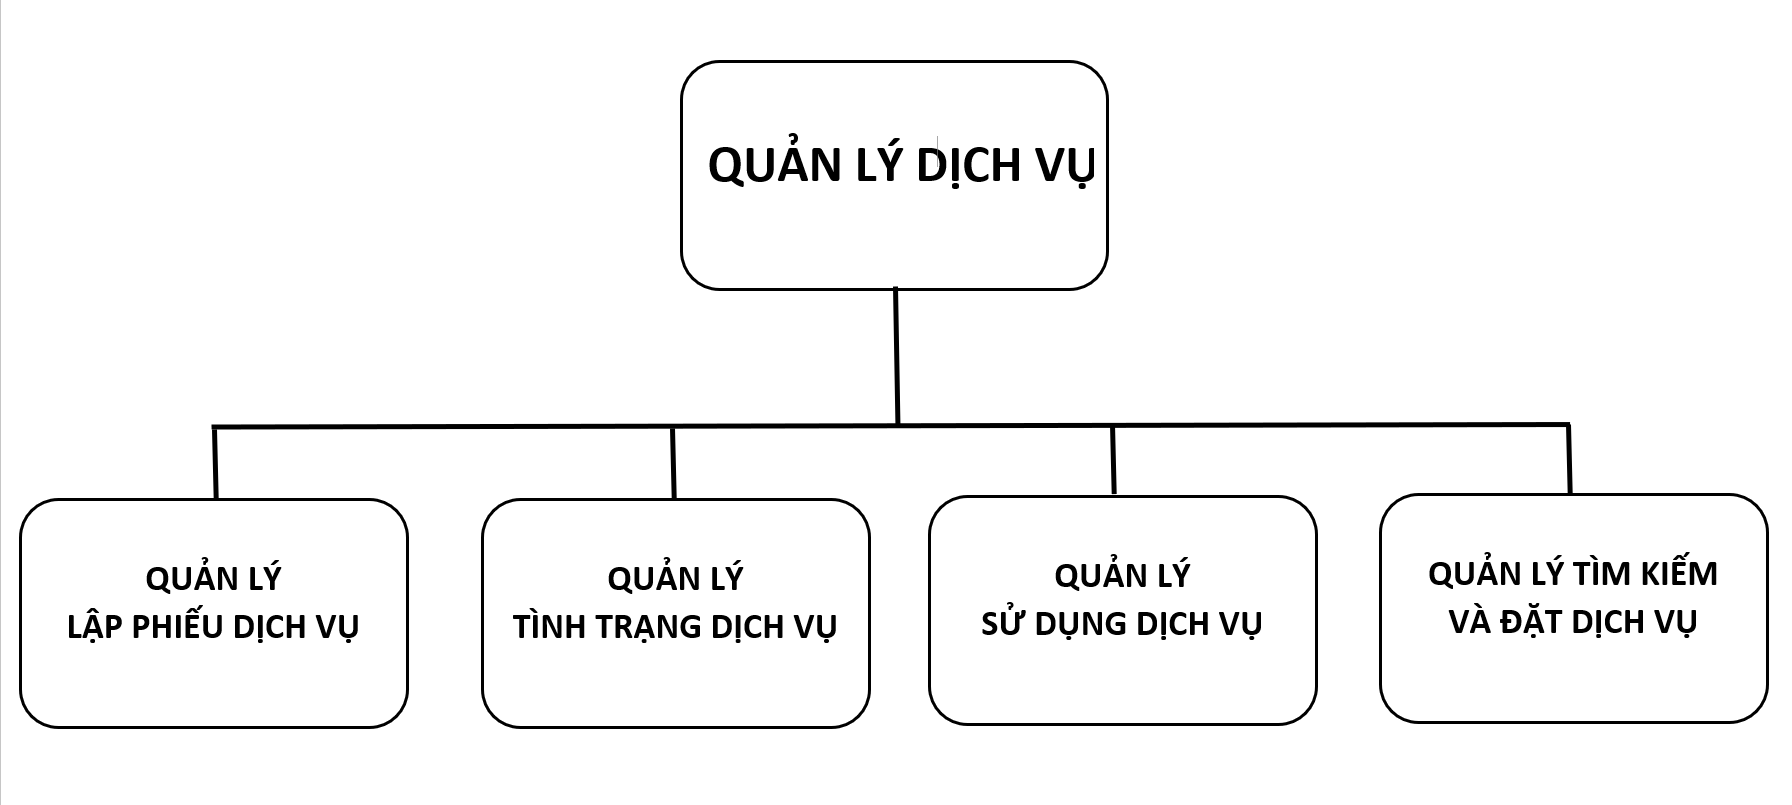 QUẢN LÝ DỊCH VỤ
QUẢN LÝ
LẬP PHIẾU DỊCH VỤ
QUẢN LÝ
TÌNH TRẠNG DỊCH VỤ
QUẢN LÝ
SỬ DỤNG DỊCH VỤ
QUẢN LÝ TÌM KIẾM
VÀ ĐẶT DỊCH VỤ